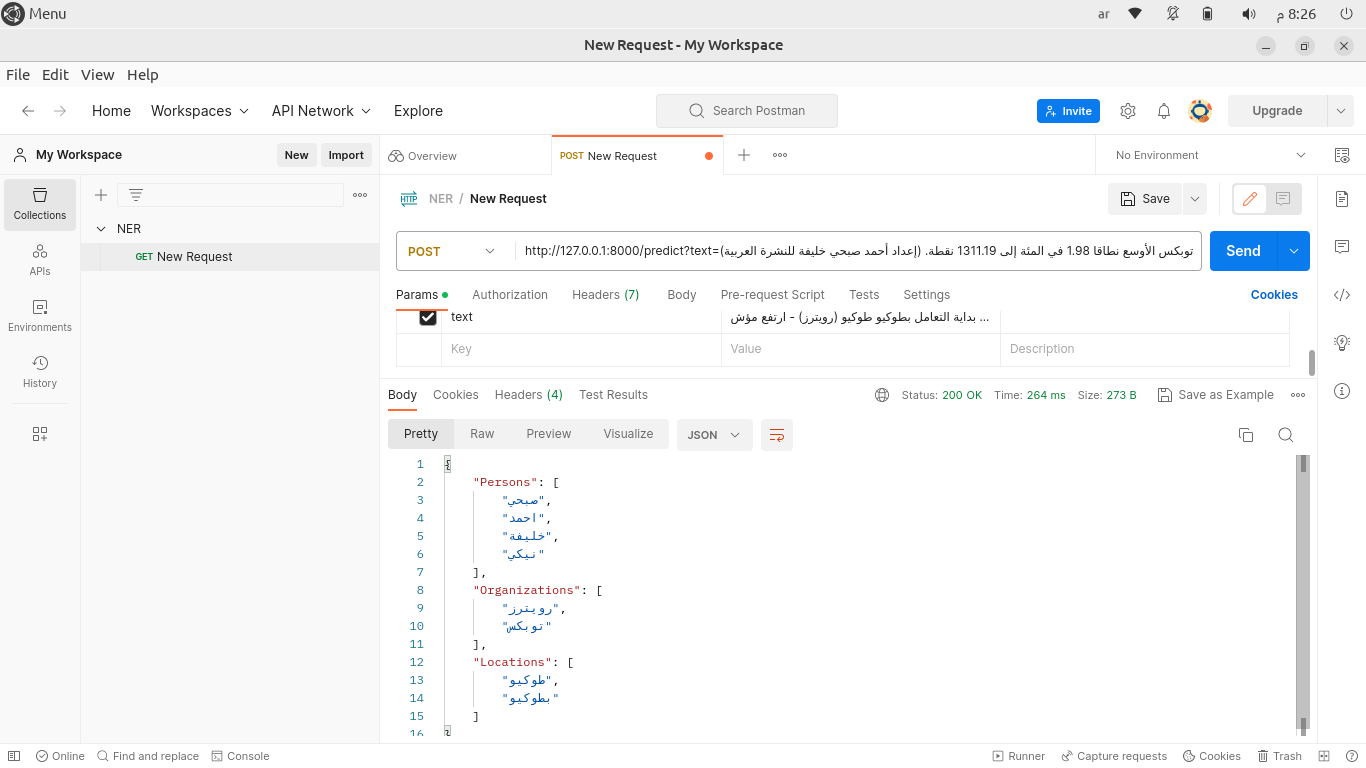 Menu
ar
8:26 م
New Request - My Workspace
File Edit View Help
Home Workspaces API Network Explore
Search Postman
Invite
Upgrade
My Workspace
New Import
Overview
POST New Request
No Environment
Collections
APIs
Environments
History
NER
GET New Request
HTTP NER / New Request
Save
POST
http://127.0.0.1:8000/predict?text=توبكس الأوسع نطاقا 1.98 في المئة إلى 1311.19 نقطة. (إعداد أحمد صبحي خليفة للنشرة العربية)
Send
Params Authorization Headers (7) Body Pre-request Script Tests Settings Cookies
text بداية التعامل بطوكيو طوكيو (رويترز) - ارتفع مؤش ...
Key Value Description
Body Cookies Headers (4) Test Results
Status: 200 OK Time: 264 ms Size: 273 B Save as Example
Pretty Raw Preview Visualize JSON
1 {
2 "Persons": [
3 "صبحي",
4 "احمد",
5 "خليفة",
6 "نيكي"
7 ],
8 "Organizations": [
9 "رويترز",
10 "توبكس"
11 ],
12 "Locations": [
13 "طوكيو",
14 "بطوكيو"
15 ]
16 }
Online Find and replace Console
Runner Capture requests Cookies Trash